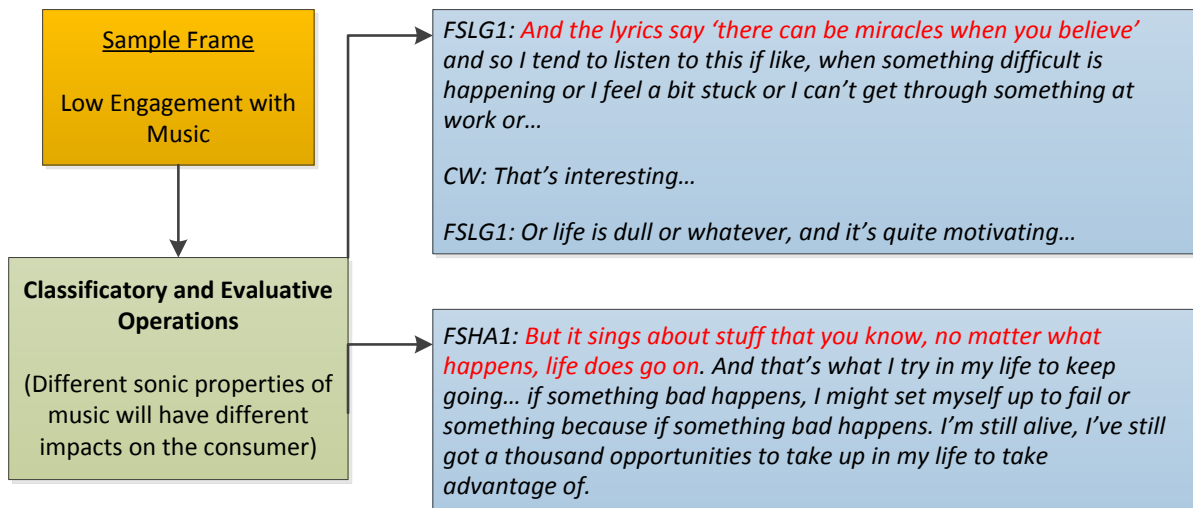 Sample Frame
Low Engagement with
Music
Classificatory and Evaluative
Operations
(Different sonic properties of
music will have different
impacts on the consumer)
FSLG1: And the lyrics say ‘there can be miracles when you believe’
and so I tend to listen to this if like, when something difficult is
happening or I feel a bit stuck or I can’t get through something at
work or…
CW: That’s interesting…
FSLG1: Or life is dull or whatever, and it’s quite motivating…
FSHA1: But it sings about stuff that you know, no matter what
happens, life does go on. And that’s what I try in my life to keep
going… if something bad happens, I might set myself up to fail or
something because if something bad happens. I’m still alive, I’ve still
got a thousand opportunities to take up in my life to take
advantage of.